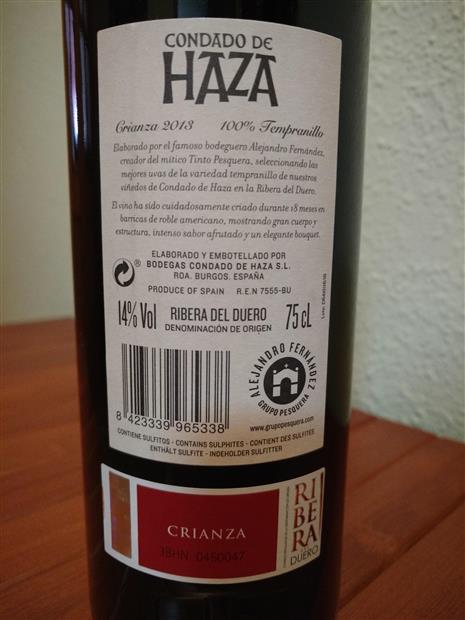 CONDADO DE
HAZA
Crianza 2013 100% Tempranillo
Elaborado por el famoso bodeguero Alejandro Fernández,
creador del mítico Tinto Pesquera, seleccionando las
mejores uvas de la variedad tempranillo de nuestros
viñedos de Condado de Haza en la Ribera del Duero.
El vino ha sido cuidadosamente criado durante 18 meses en
barricas de roble americano, mostrando gran cuerpo y
estructura, intenso sabor afrutado y un elegante bouquet.
ELABORADO Y EMBOTELLADO POR
® BODEGAS CONDADO DE HAZA S.L.
ROA. BURGOS. ESPAÑA
PRODUCE OF SPAIN R.E.N 7555-BU
14% Vol RIBERA DEL DUERO 75 cL
DENOMINACIÓN DE ORIGEN
ALEJANDRO FERNÁNDEZ
GRUPO PESQUERA
8 423339 965338
www.grupopesquera.com
CONTIENE SULFITOS - CONTAINS SULPHITES - CONTIENT DES SULFITES
ENTHÄLT SULFITE - INDEHOLDER SULFITTER
CRIANZA
3BHN 0450047
RIBERA
DUERO